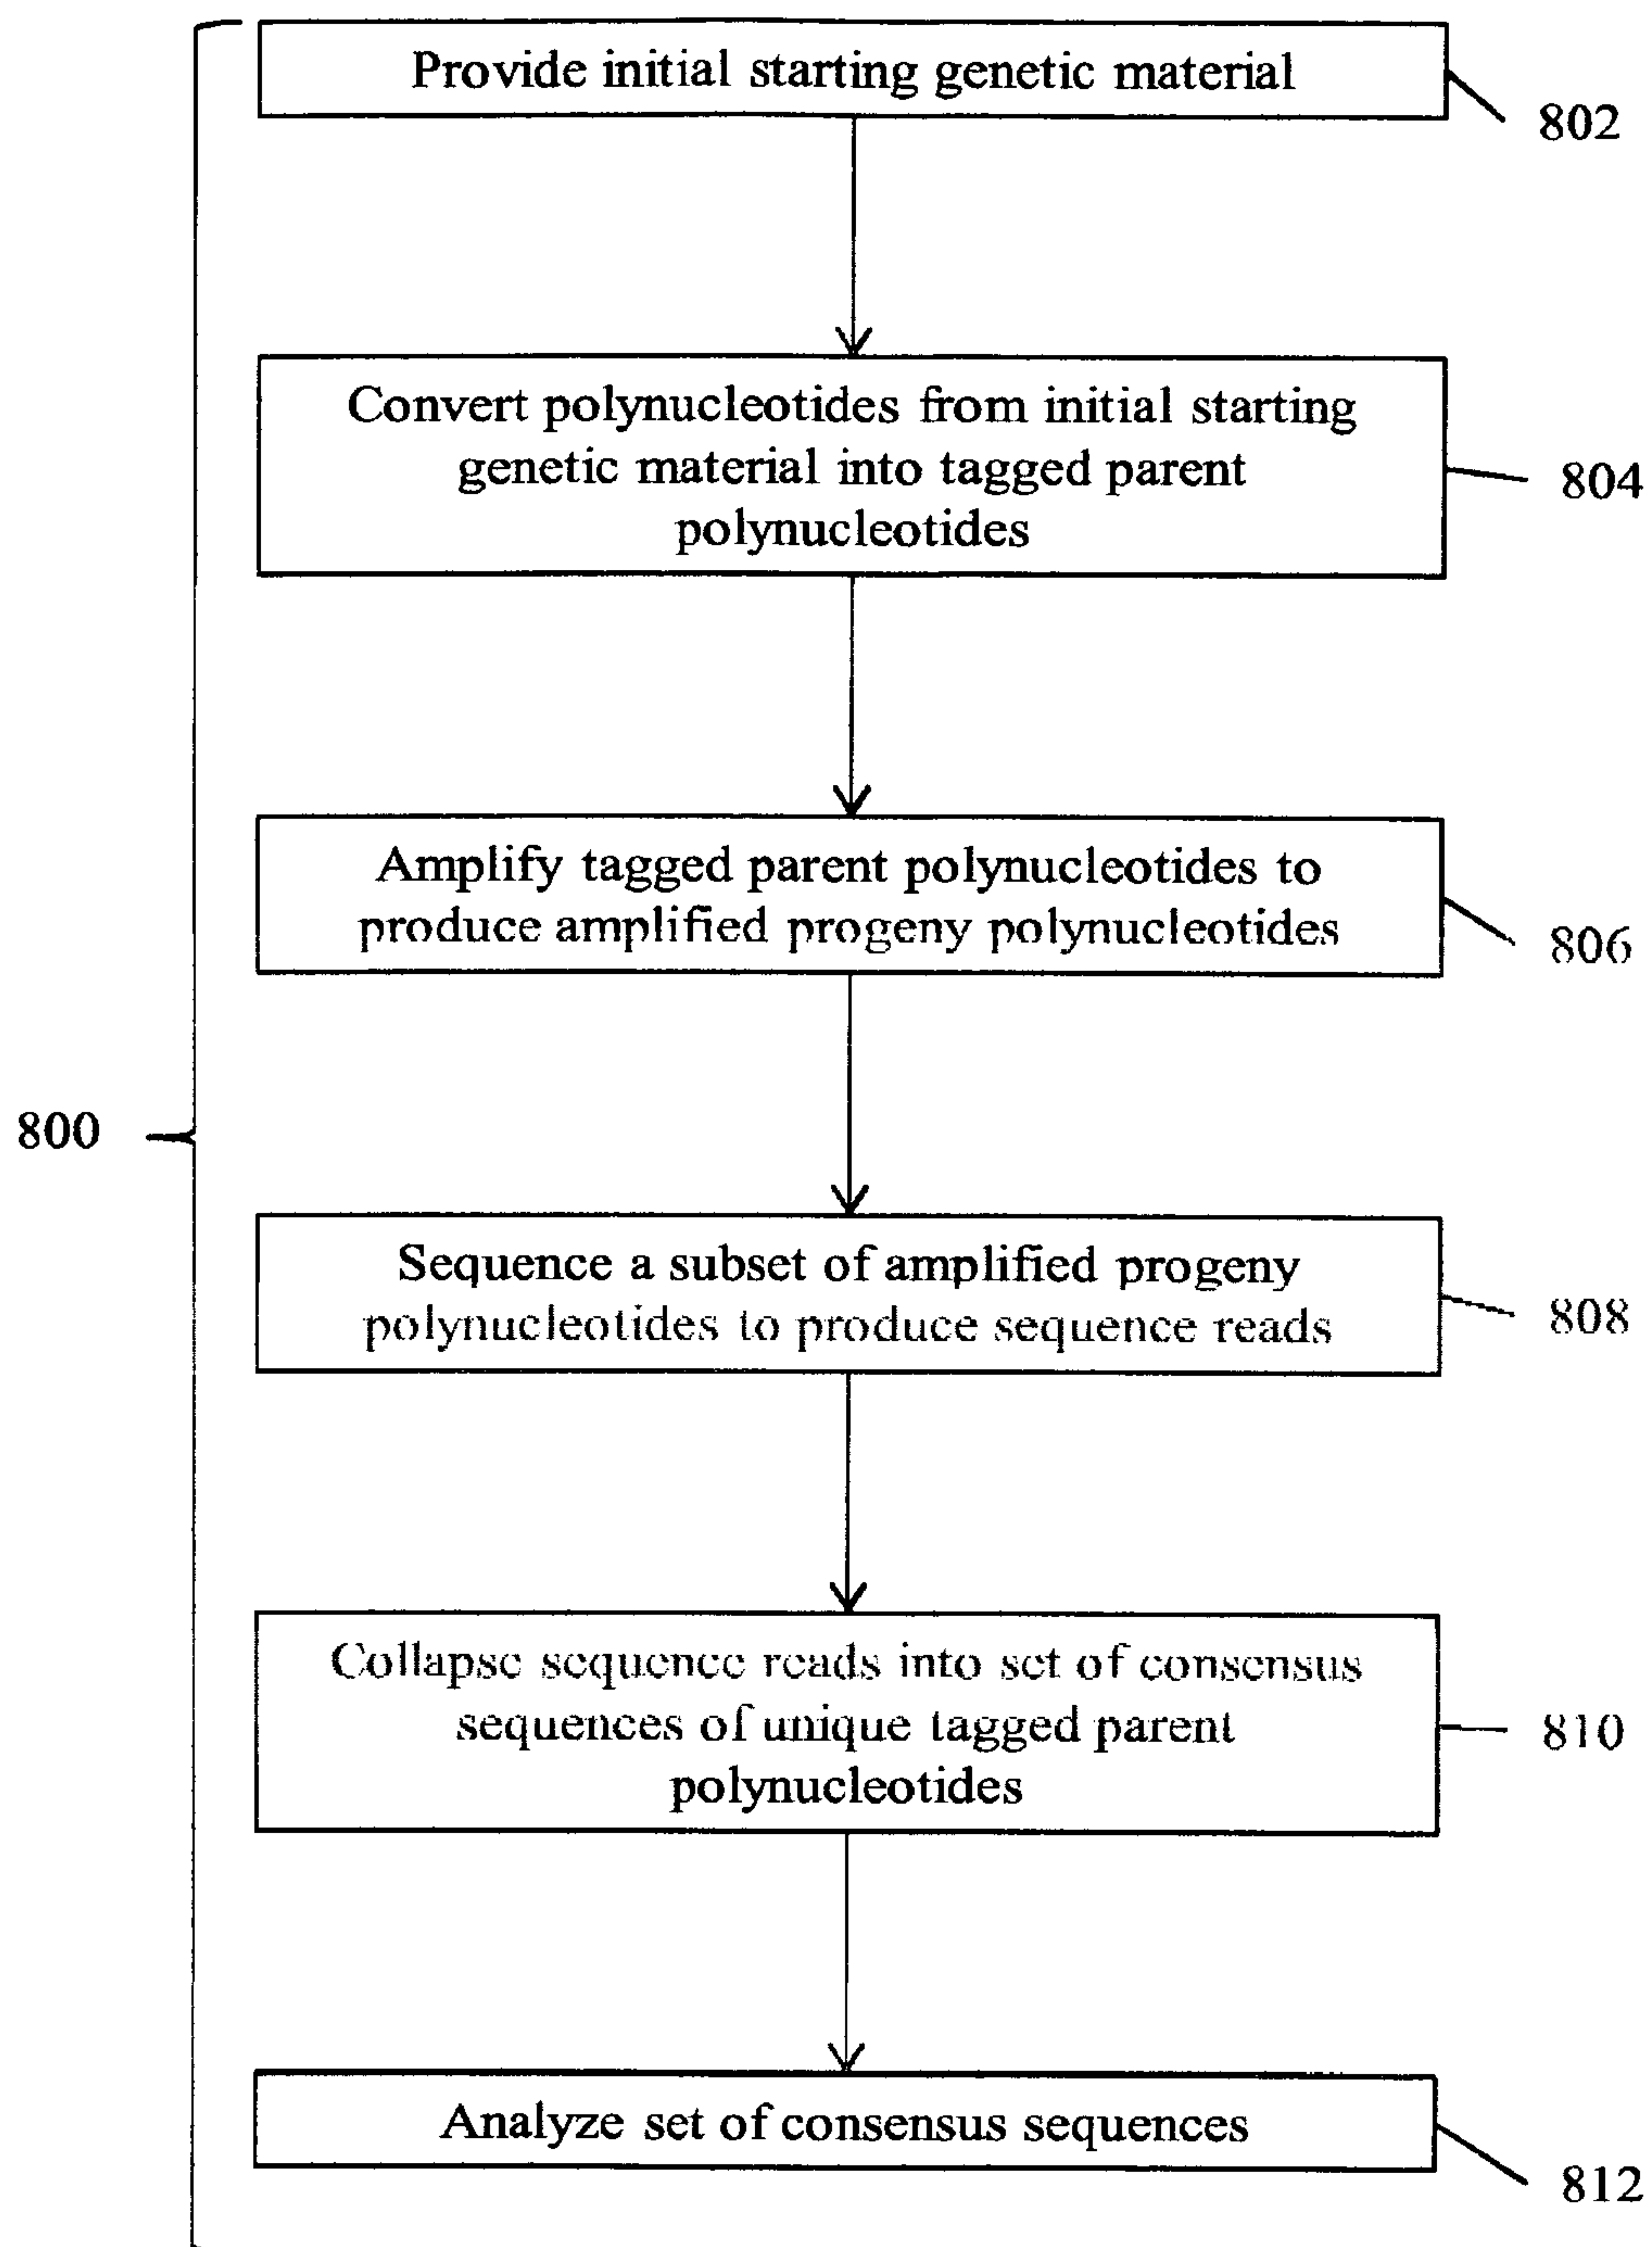 Provide initial starting genetic material
802
Convert polynucleotides from initial starting
genetic material into tagged parent
polynucleotides
804
Amplify tagged parent polynucleotides to
produce amplified progeny polynucleotides
806
800
Sequence a subset of amplified progeny
polynucleotides to produce sequence reads
808
Collapse sequence reads into set of consensus
sequences of unique tagged parent
polynucleotides
810
Analyze set of consensus sequences
812